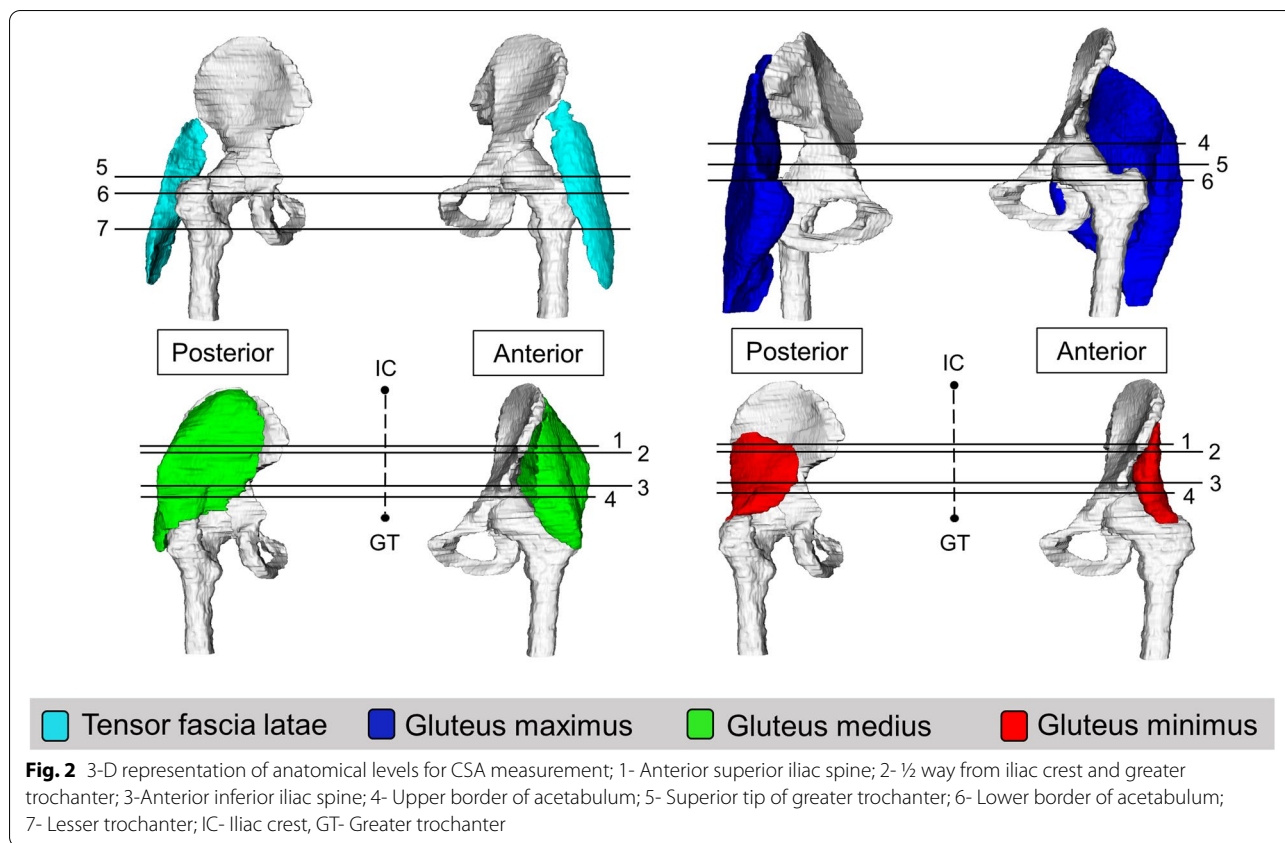 5
6
7
4
5
6
Posterior
Anterior
Posterior
Anterior
IC
1
2
3
4
GT
IC
1
2
3
4
GT
Tensor fascia latae
Gluteus maximus
Gluteus medius
Gluteus minimus
Fig. 2 3-D representation of anatomical levels for CSA measurement; 1- Anterior superior iliac spine; 2- ½ way from iliac crest and greater
trochanter; 3-Anterior inferior iliac spine; 4- Upper border of acetabulum; 5- Superior tip of greater trochanter; 6- Lower border of acetabulum;
7- Lesser trochanter; IC- Iliac crest, GT- Greater trochanter